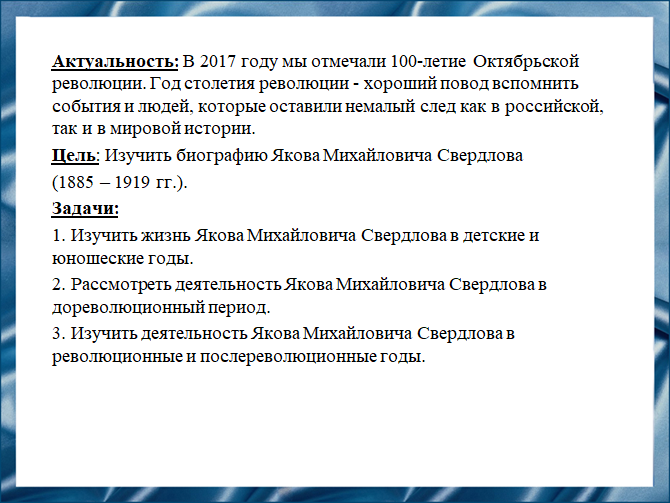 Актуальность: В 2017 году мы отмечали 100-летие Октябрьской
революции. Год столетия революции - хороший повод вспомнить
события и людей, которые оставили немалый след как в российской,
так и в мировой истории.
Цель: Изучить биографию Якова Михайловича Свердлова
(1885 – 1919 гг.).
Задачи:
1. Изучить жизнь Якова Михайловича Свердлова в детские и
юношеские годы.
2. Рассмотреть деятельность Якова Михайловича Свердлова в
дореволюционный период.
3. Изучить деятельность Якова Михайловича Свердлова в
революционные и послереволюционные годы.